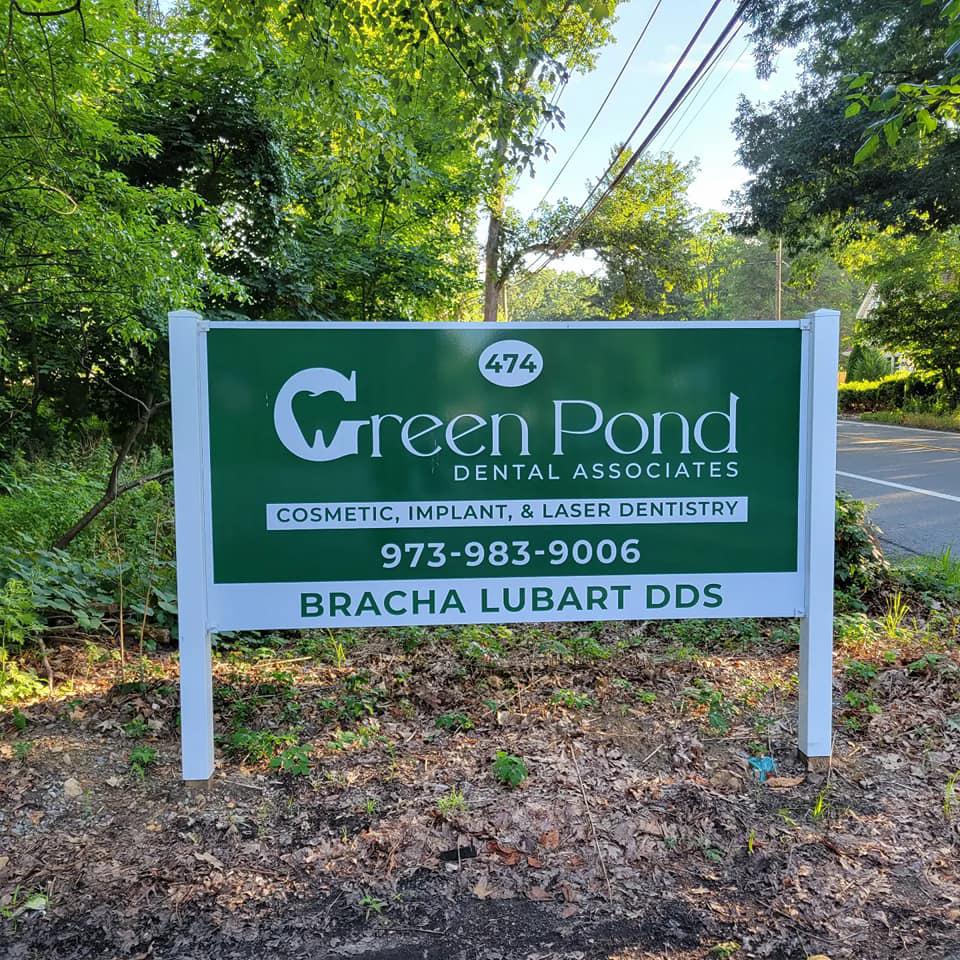 474
Green Pond
DENTAL ASSOCIATES
COSMETIC, IMPLANT, & LASER DENTISTRY
973-983-9006
BRACHA LUBART DDS